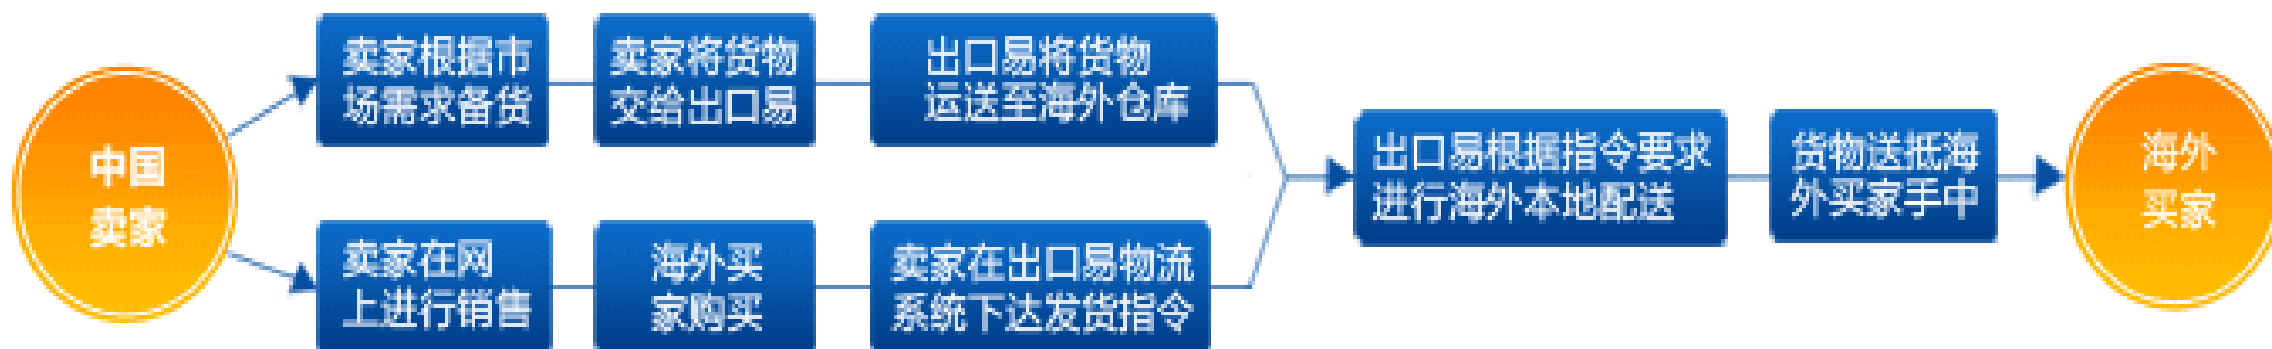 中国
卖家
卖家根据市
场需求备货
卖家将货物
交给出口易
出口易将货物
运送至海外仓库
卖家在网
上进行销售
海外买
家购买
卖家在出口易物流
系统下达发货指令
出口易根据指令要求
进行海外本地配送
货物送抵海
外买家手中
海外
买家